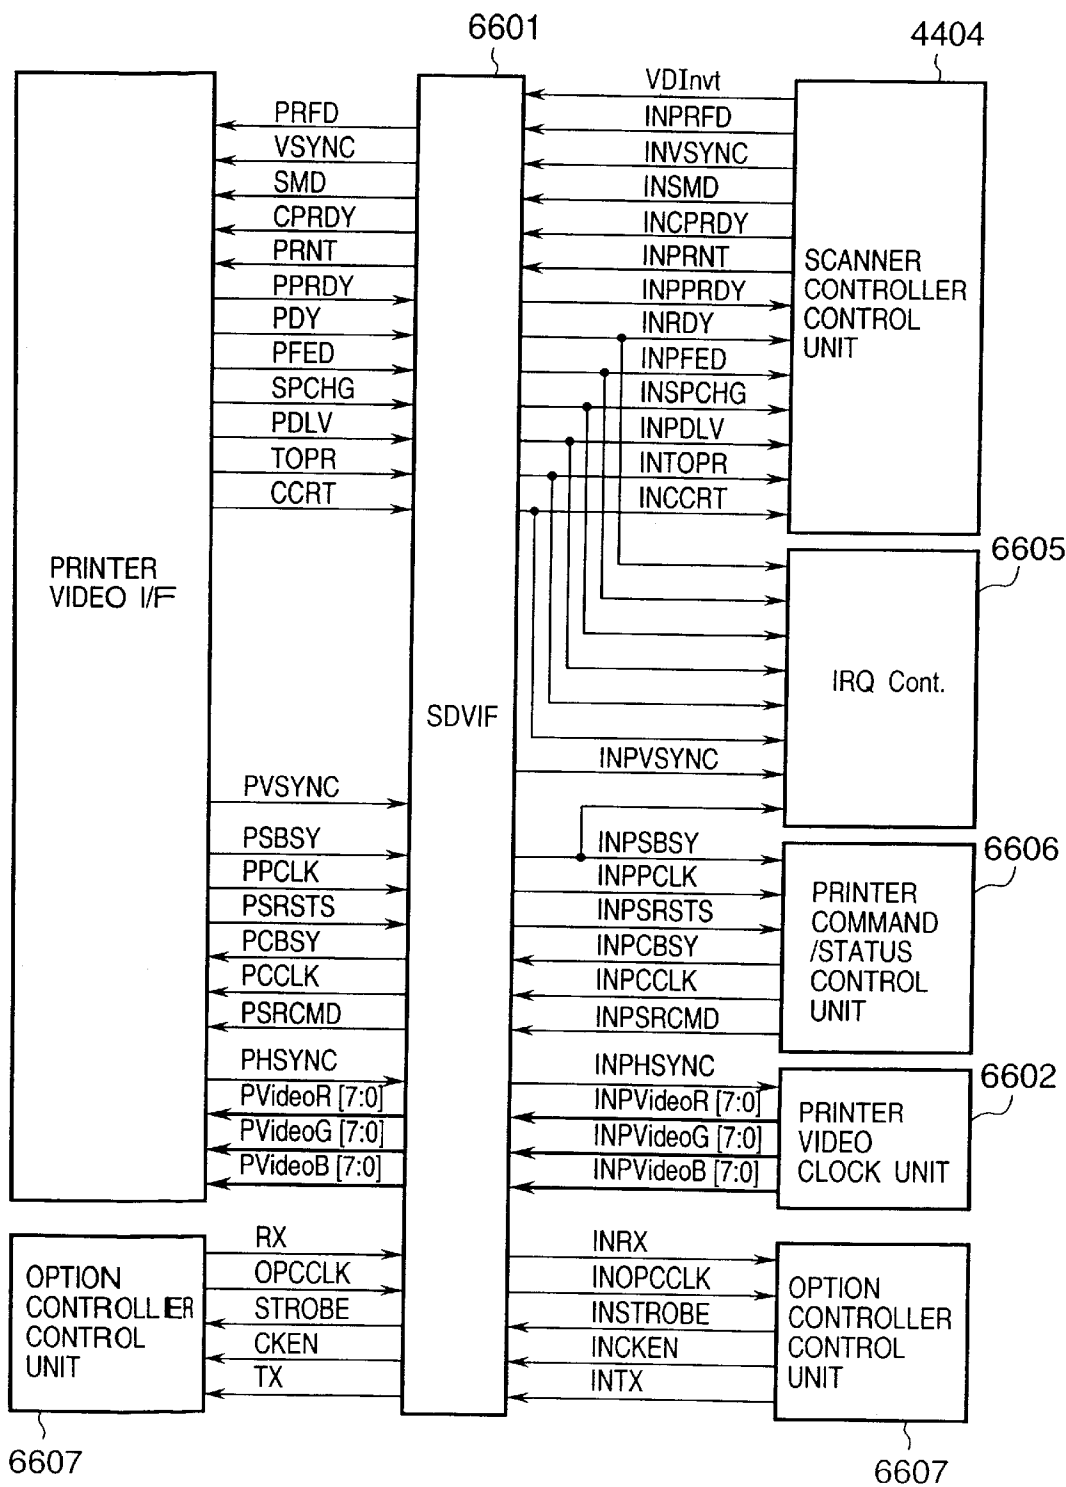 6601
4404
PRFD
VSYNC
SMD
CPRDY
PRNT
PPRDY
PDY
PFED
SPCHG
PDLV
TOPR
CCRT
PRINTER
VIDEO I/F
PVSYNC
PSBSY
PPCLK
PSRSTS
PCBSY
PCCLK
PSRCMD
PHSYNC
PVideoR [7:0]
PVideoG [7:0]
PVideoB [7:0]
RX
OPCCLK
STROBE
CKEN
TX
OPTION
CONTROLLER
CONTROL
UNIT
6607
SDVIF
VDInvt
INPRFD
INVSYNC
INSMD
INCPRDY
INPRNT
INPPRDY
INRDY
INPFED
INSPCHG
INPDLV
INTOPR
INCCRT
SCANNER
CONTROLLER
CONTROL
UNIT
6605
IRQ Cont.
INPVSYNC
INPSBSY
INPPCLK
INPSRSTS
INPCBSY
INPCCLK
INPSRCMD
6606
PRINTER
COMMAND
/STATUS
CONTROL
UNIT
INPHSYNC
INPVideoR [7:0]
INPVideoG [7:0]
INPVideoB [7:0]
6602
PRINTER
VIDEO
CLOCK UNIT
INRX
INOPCCLK
INSTROBE
INCKEN
INTX
OPTION
CONTROLLER
CONTROL
UNIT
6607